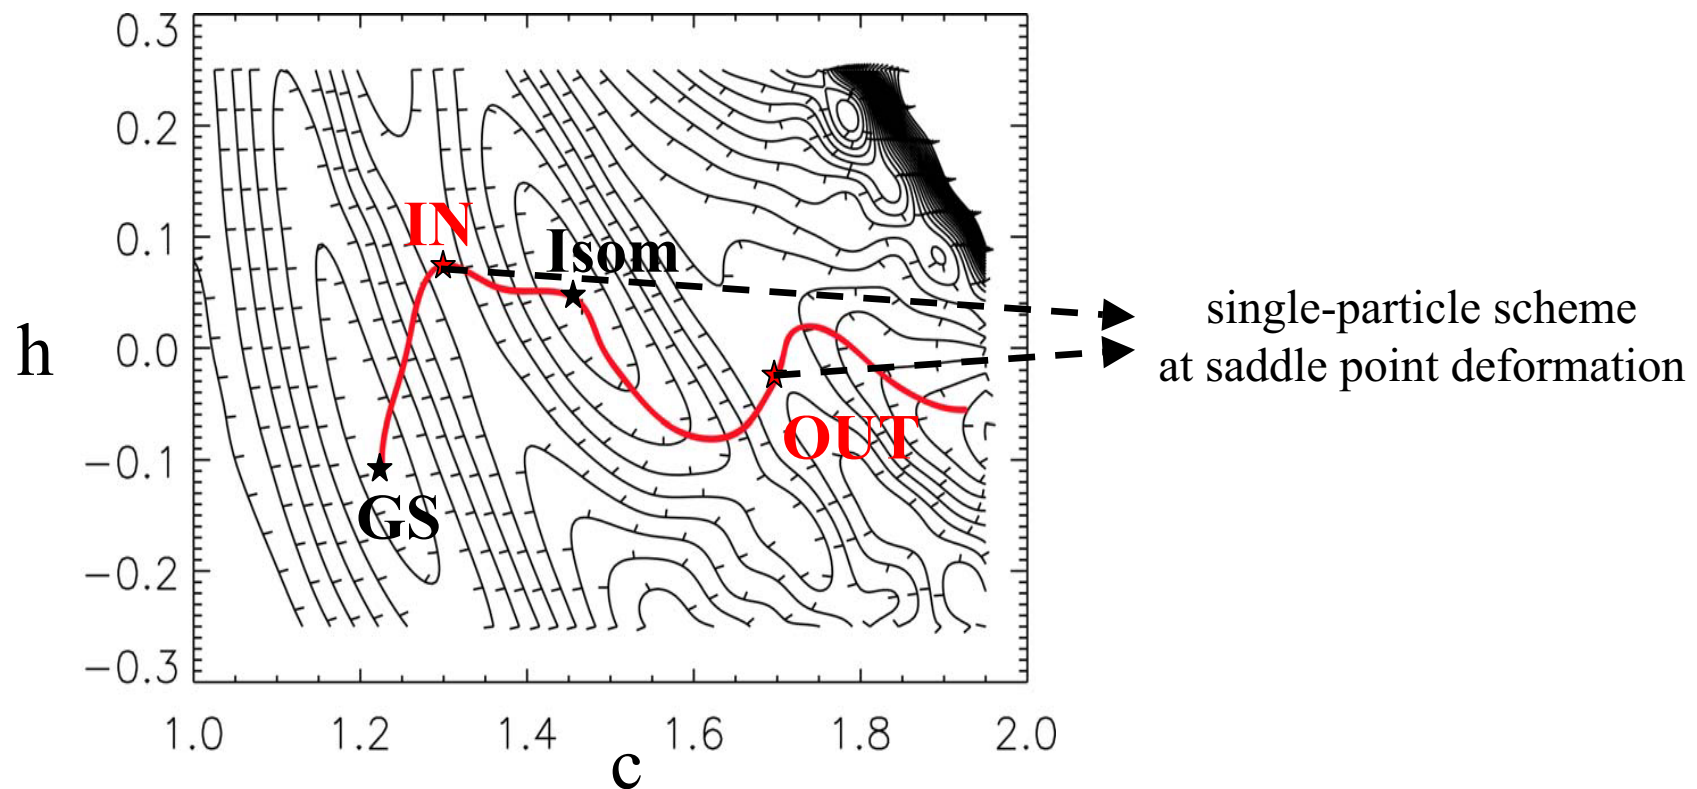 0.3
0.2
0.1
0.0
−0.1
−0.2
−0.3
h
IN
Isom
GS
OUT
single-particle scheme
at saddle point deformation
1.0 1.2 1.4 1.6 1.8 2.0
c